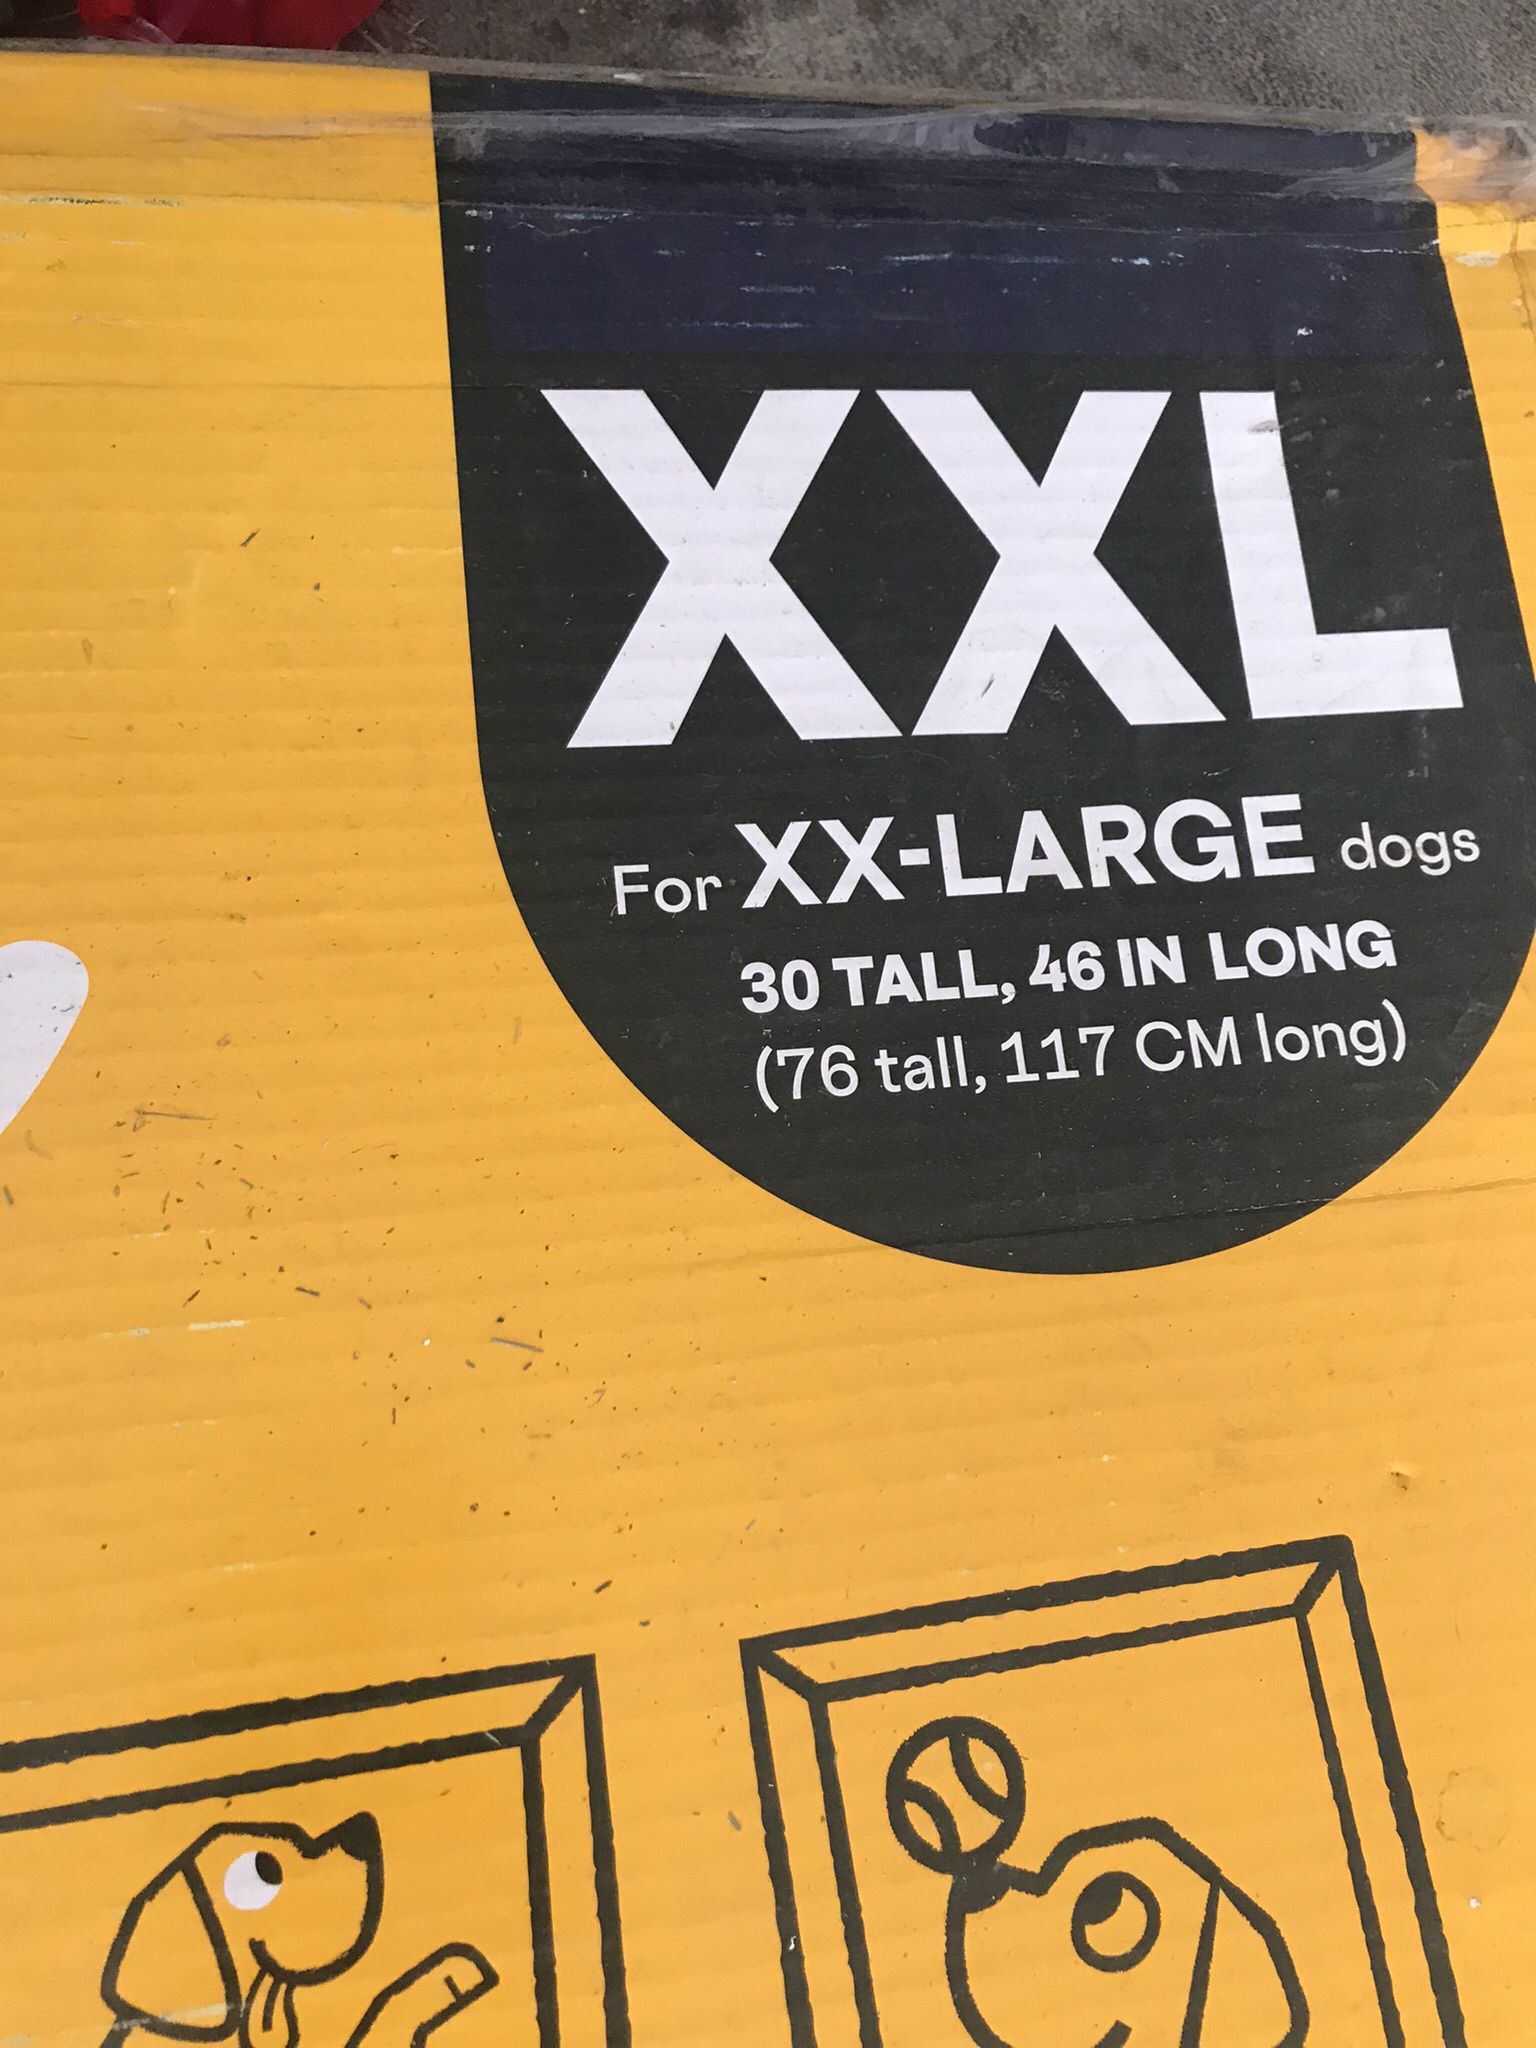 XXL
For XX-LARGE dogs
30 TALL, 46 IN LONG
(76 tall, 117 CM long)